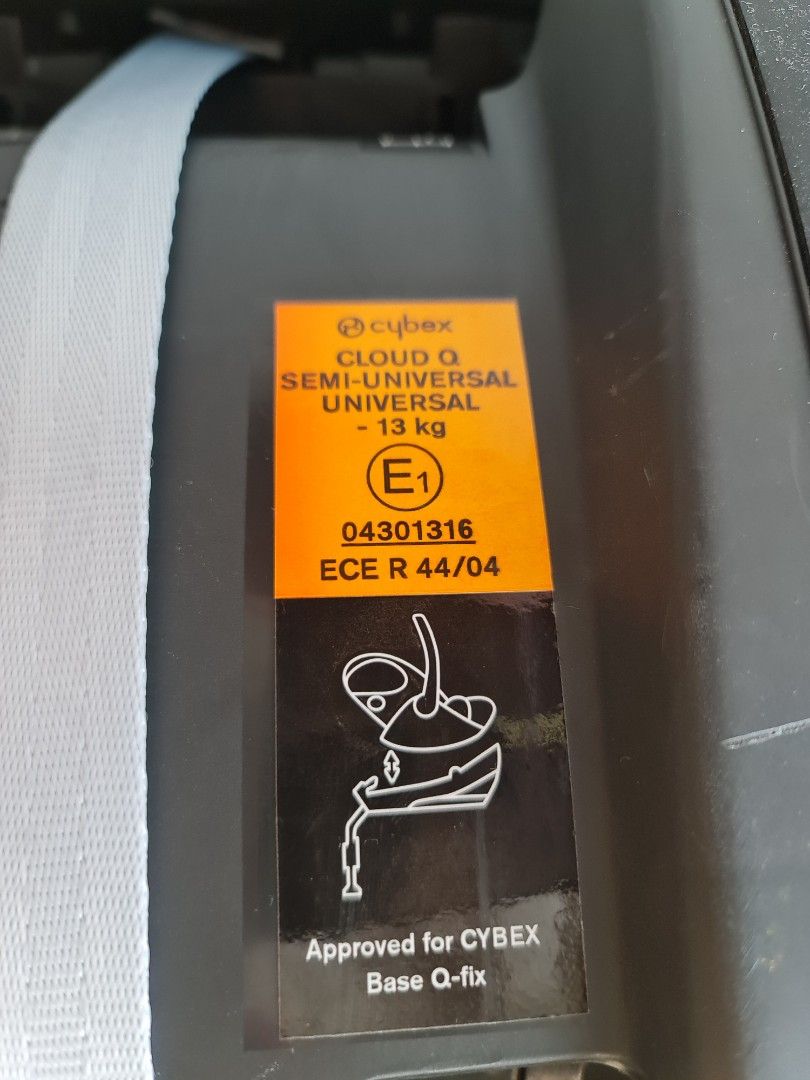 cybex
CLOUD Q
SEMI-UNIVERSAL
UNIVERSAL
- 13 kg
E1
04301316
ECE R 44/04
Approved for CYBEX
Base Q-fix